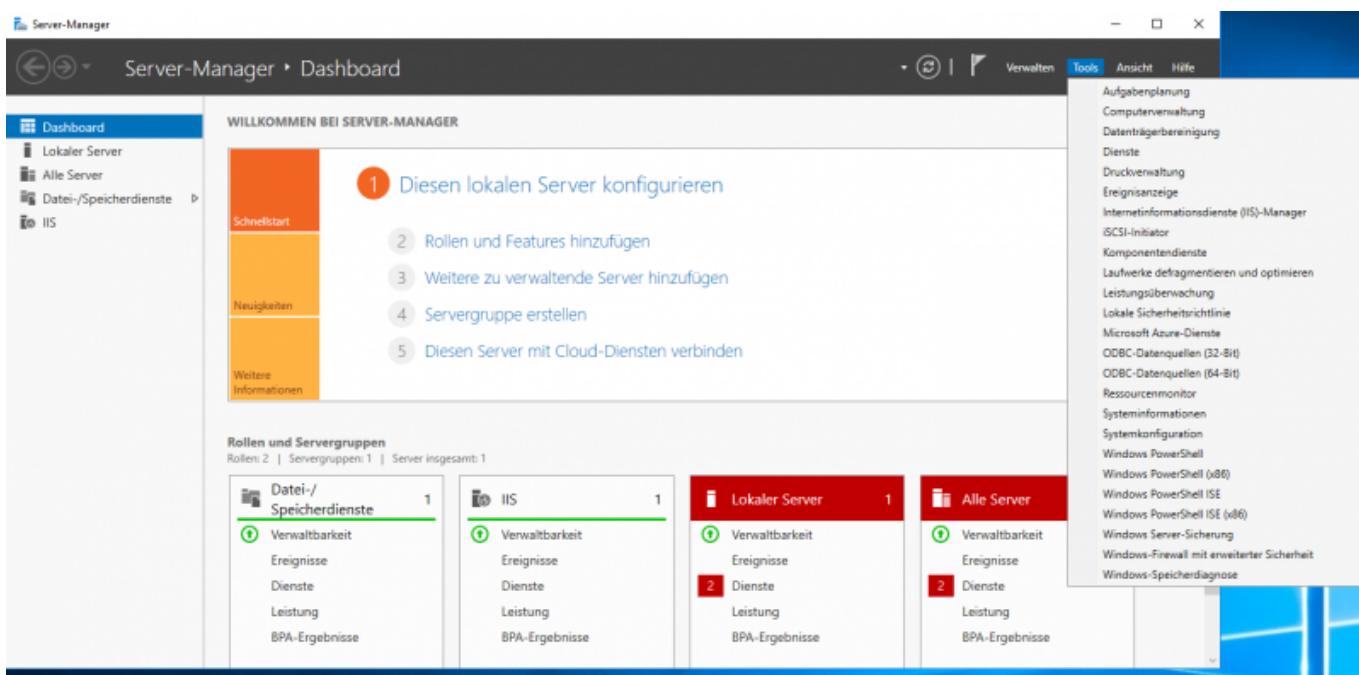 Server-Manager
Server-Manager ‣ Dashboard
Verwalten Tools Ansicht Hilfe
Dashboard
Lokaler Server
Alle Server
Datei-/Speicherdienste
IIS
WILLKOMMEN BEI SERVER-MANAGER
Schnellstart
Neuigkeiten
Weitere
Informationen
1 Diesen lokalen Server konfigurieren
2 Rollen und Features hinzufügen
3 Weitere zu verwaltende Server hinzufügen
4 Servergruppe erstellen
5 Diesen Server mit Cloud-Diensten verbinden
Rollen und Servergruppen
Rollen: 2 | Servergruppen: 1 | Server insgesamt: 1
Datei-/
Speicherdienste 1
Verwaltbarkeit
Ereignisse
Dienste
Leistung
BPA-Ergebnisse
IIS 1
Verwaltbarkeit
Ereignisse
Dienste
Leistung
BPA-Ergebnisse
Lokaler Server 1
Verwaltbarkeit
Ereignisse
2 Dienste
Leistung
BPA-Ergebnisse
Alle Server
Verwaltbarkeit
Ereignisse
2 Dienste
Leistung
BPA-Ergebnisse
Aufgabenplanung
Computerverwaltung
Datenträgerbereinigung
Dienste
Druckverwaltung
Ereignisanzeige
Internetinformationsdienste (IIS)-Manager
iSCSI-Initiator
Komponentendienste
Laufwerke defragmentieren und optimieren
Leistungsüberwachung
Lokale Sicherheitsrichtlinie
Microsoft Azure-Dienste
ODBC-Datenquellen (32-Bit)
ODBC-Datenquellen (64-Bit)
Ressourcenmonitor
Systeminformationen
Systemkonfiguration
Windows PowerShell
Windows PowerShell (x86)
Windows PowerShell ISE
Windows PowerShell ISE (x86)
Windows Server-Sicherung
Windows-Firewall mit erweiterter Sicherheit
Windows-Speicherdiagnose